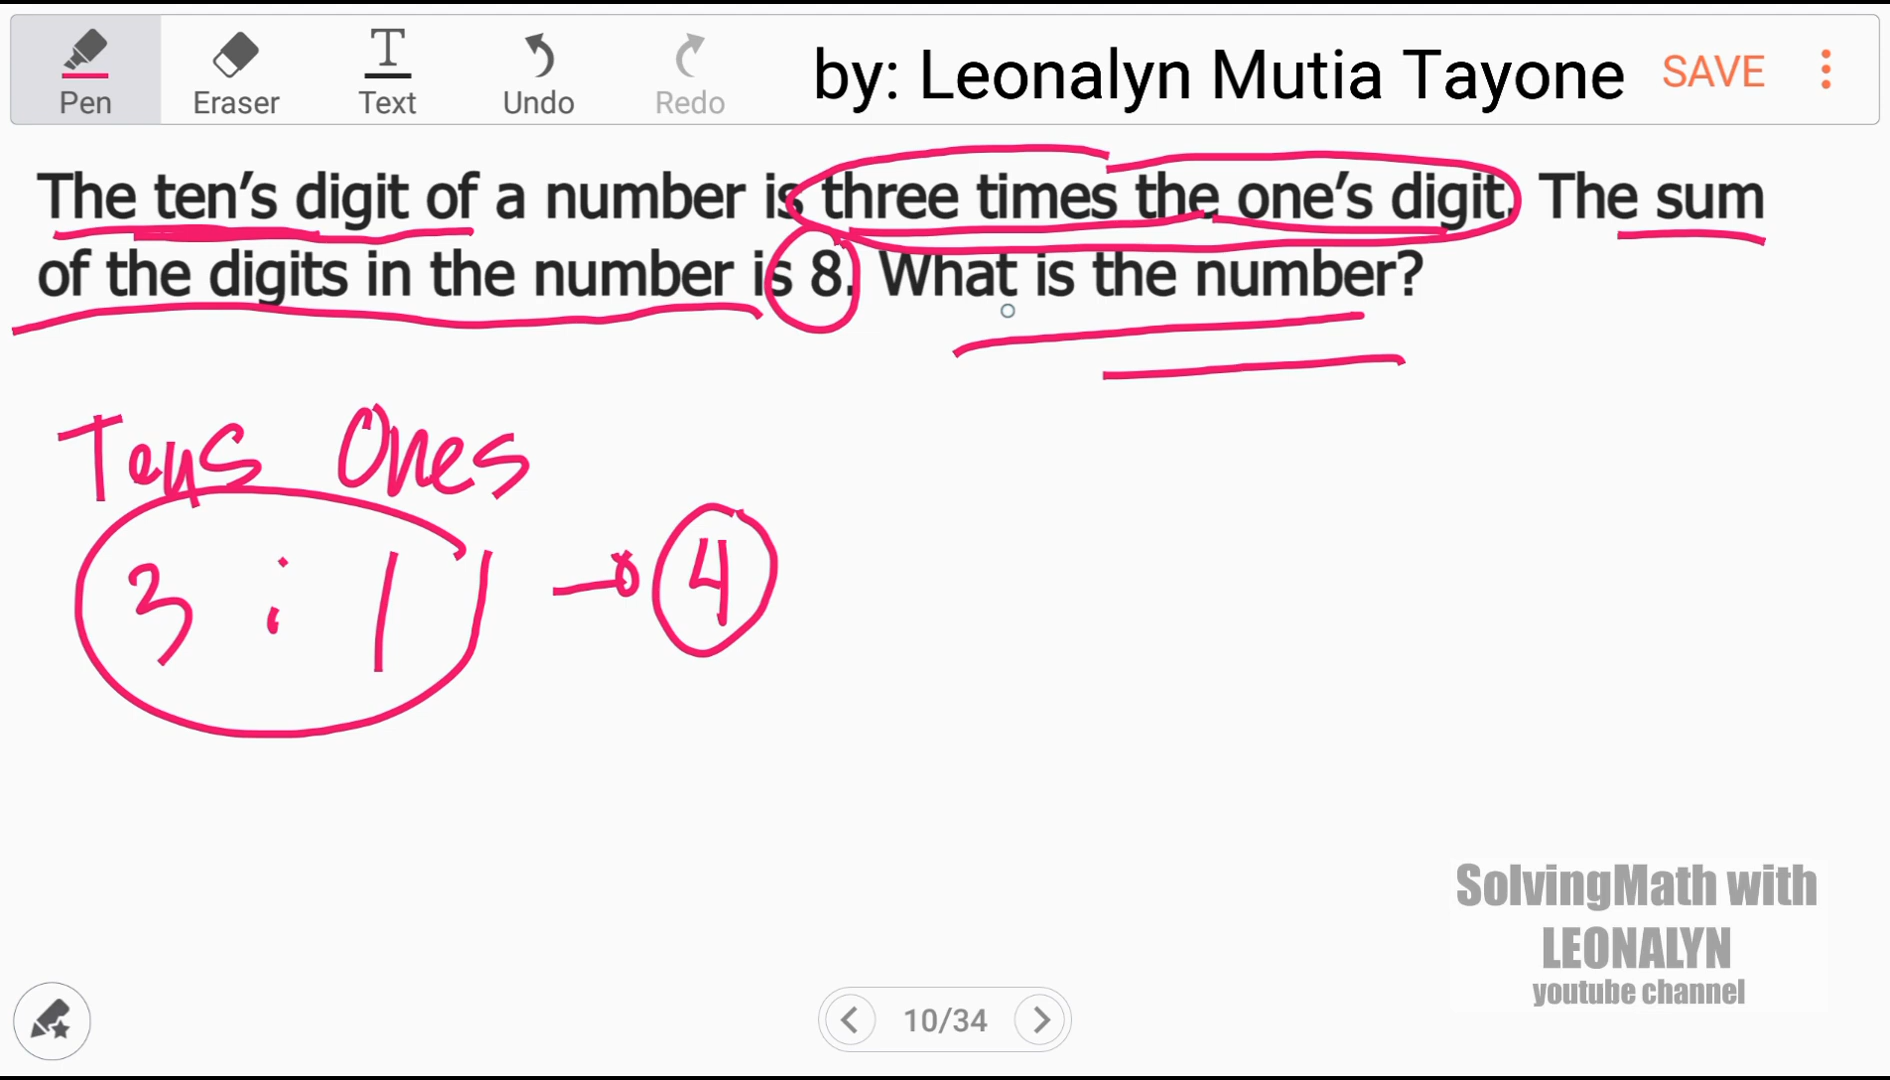 Pen Eraser Text Undo Redo by: Leonalyn Mutia Tayone SAVE
The ten's digit of a number is three times the one's digit. The sum
of the digits in the number is 8. What is the number?
Tens Ones
3 : 1 → 4
SolvingMath with
LEONALYN
youtube channel
10/34